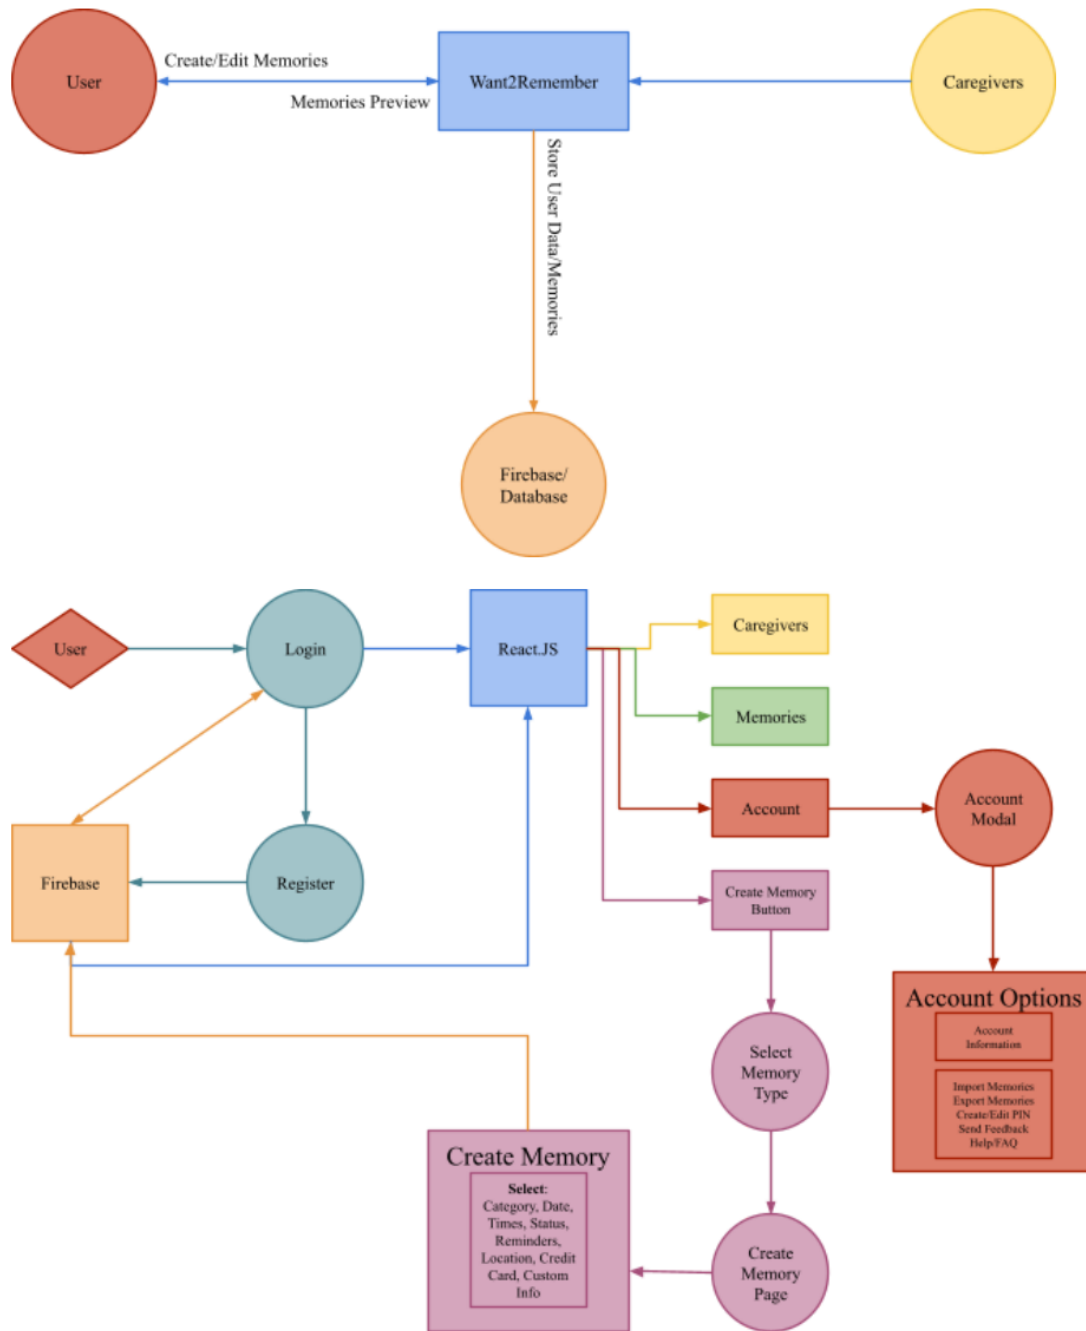 User
Create/Edit Memories
Memories Preview
Want2Remember
Caregivers
Store User Data/Memories
Firebase/
Database
User
Login
React.JS
Caregivers
Memories
Account
Account
Modal
Firebase
Register
Create Memory
Button
Account Options
Account
Information
Import Memories
Export Memories
Create/Edit PIN
Send Feedback
Help/FAQ
Select
Memory
Type
Create Memory
Select:
Category, Date,
Times, Status,
Reminders,
Location, Credit
Card, Custom
Info
Create
Memory
Page